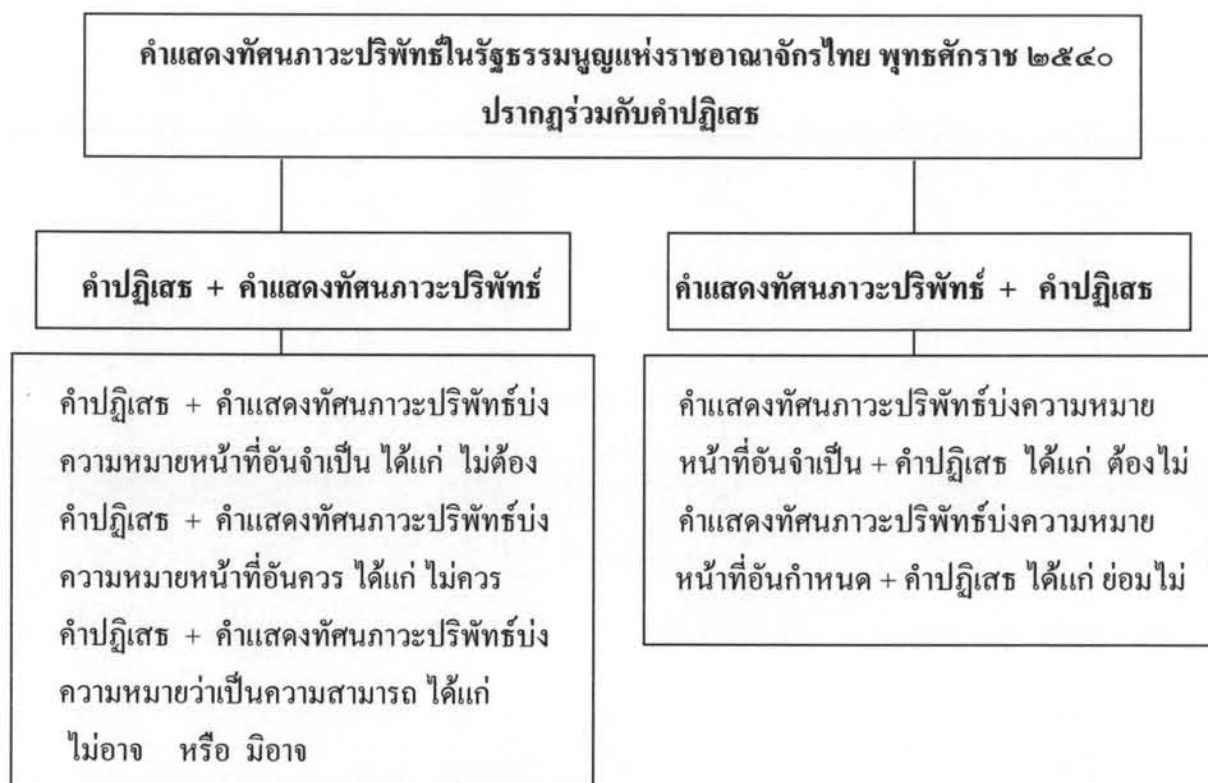 คำแสดงทัศนภาวะปริพัทธ์ในรัฐธรรมนูญแห่งราชอาณาจักรไทย พุทธศักราช ๒๕๔๐
ปรากฏร่วมกับคำปฏิเสธ
คำปฏิเสธ + คำแสดงทัศนภาวะปริพัทธ์
คำปฏิเสธ + คำแสดงทัศนภาวะปริพัทธ์บ่ง
ความหมายหน้าที่อันจำเป็น ได้แก่ ไม่ต้อง
คำปฏิเสธ + คำแสดงทัศนภาวะปริพัทธ์บ่ง
ความหมายหน้าที่อันควร ได้แก่ ไม่ควร
คำปฏิเสธ + คำแสดงทัศนภาวะปริพัทธ์บ่ง
ความหมายว่าเป็นความสามารถ ได้แก่
ไม่อาจ หรือ มิอาจ
คำแสดงทัศนภาวะปริพัทธ์ + คำปฏิเสธ
คำแสดงทัศนภาวะปริพัทธ์บ่งความหมาย
หน้าที่อันจำเป็น + คำปฏิเสธ ได้แก่ ต้องไม่
คำแสดงทัศนภาวะปริพัทธ์บ่งความหมาย
หน้าที่อันกำหนด + คำปฏิเสธ ได้แก่ ย่อมไม่